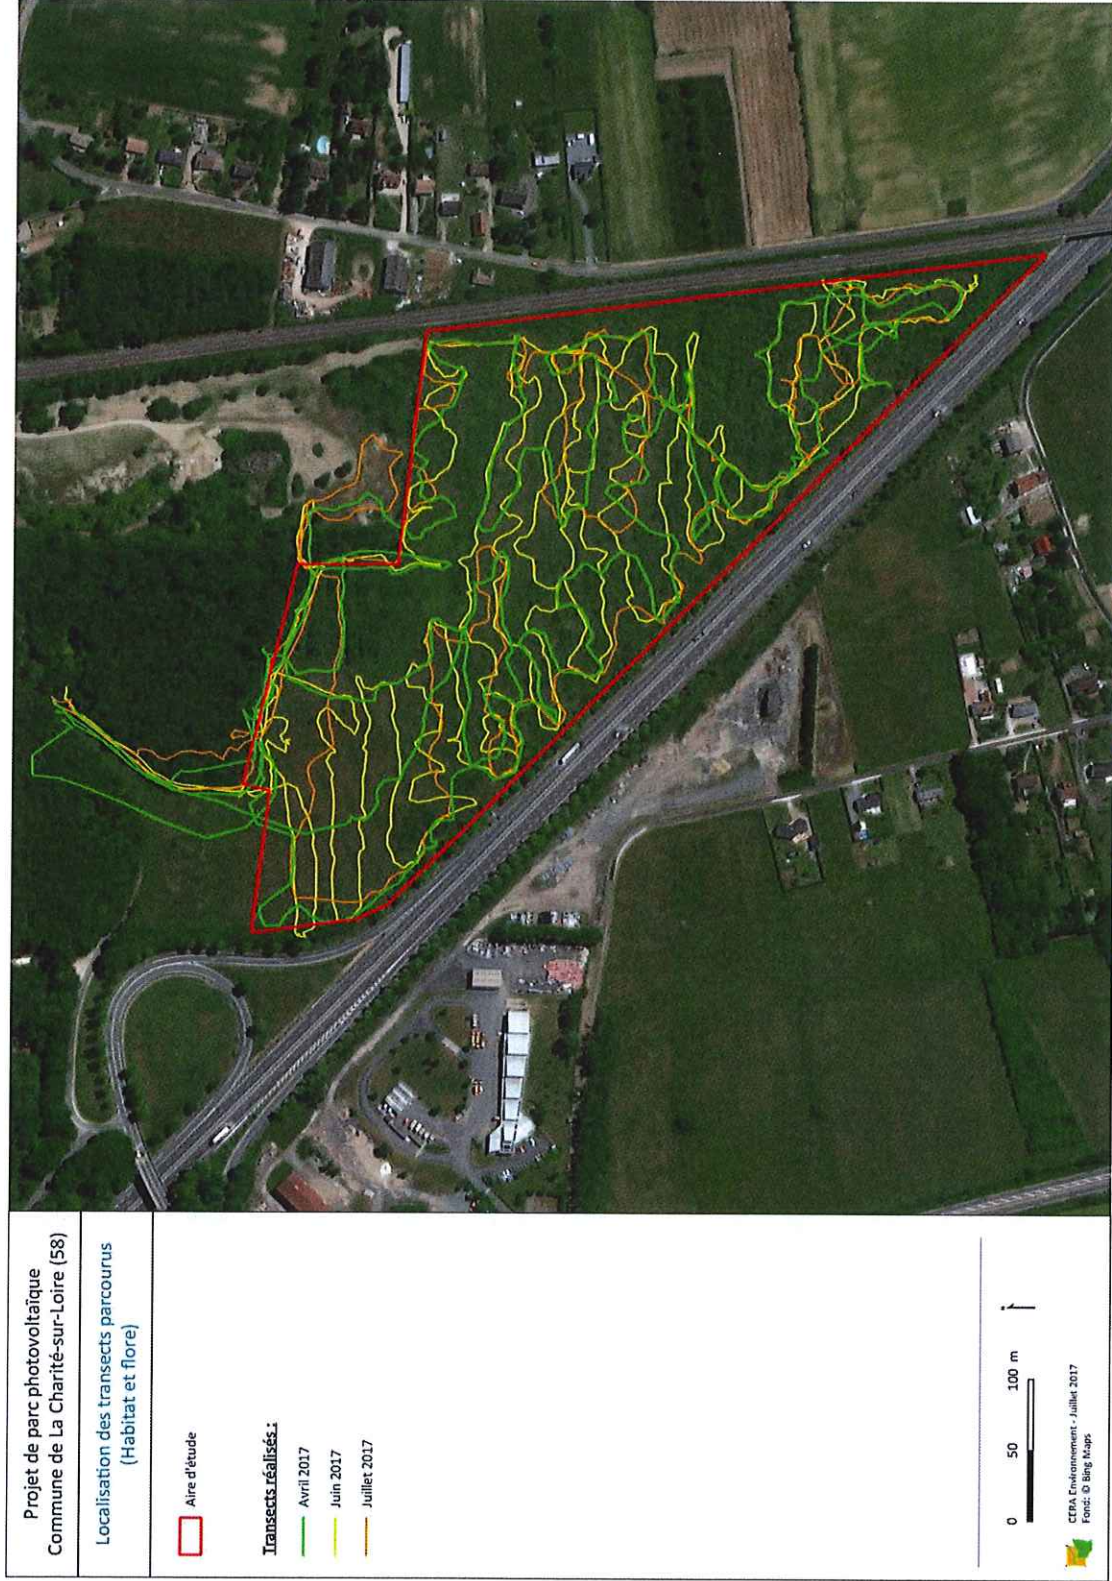 Projet de parc photovoltaïque
Commune de La Charité-sur-Loire (58)
Localisation des transects parcourus
(Habitat et flore)
Aire d'étude
Transects réalisés :
Avril 2017
Juin 2017
Juillet 2017
0 50 100 m
CERA Environnement - Juillet 2017
Fond: © Bing Maps